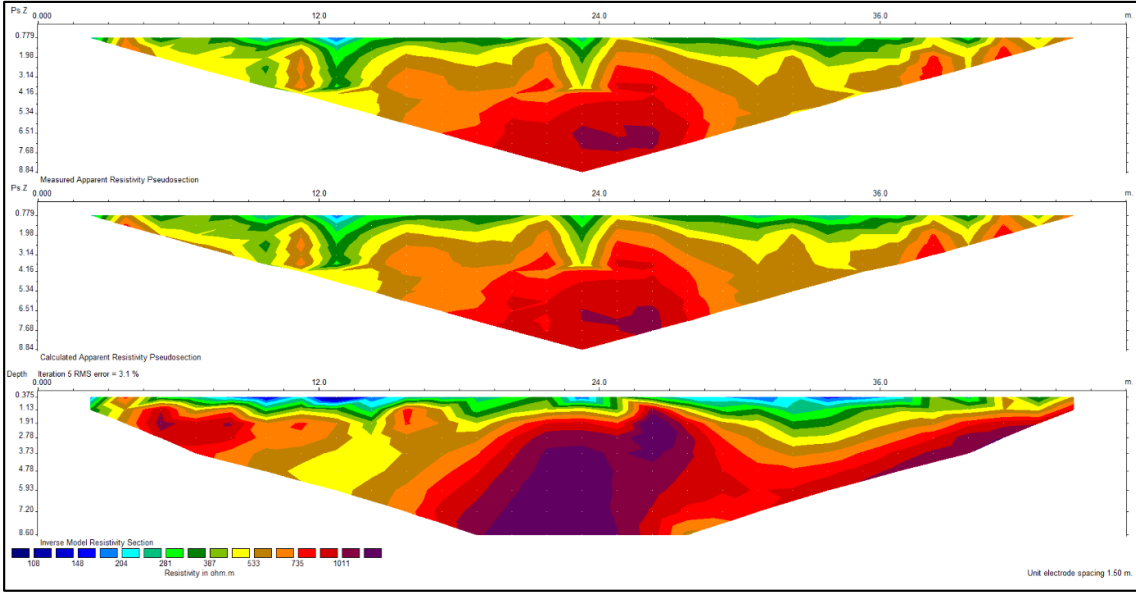 Ps.Z 0.000 12.0 24.0 36.0 m.
0.779
1.98
3.14
4.16
5.34
6.51
7.68
8.84
Measured Apparent Resistivity Pseudosection
Ps.Z 0.000 12.0 24.0 36.0 m.
0.779
1.98
3.14
4.16
5.34
6.51
7.68
8.84
Calculated Apparent Resistivity Pseudosection
Depth Iteration 5 RMS error = 3.1 %
0.000 12.0 24.0 36.0 m.
0.375
1.13
1.91
2.78
3.73
4.78
5.93
7.20
8.60
Inverse Model Resistivity Section
108 148 204 281 387 533 735 1011
Resistivity in ohm.m
Unit electrode spacing 1.50 m.